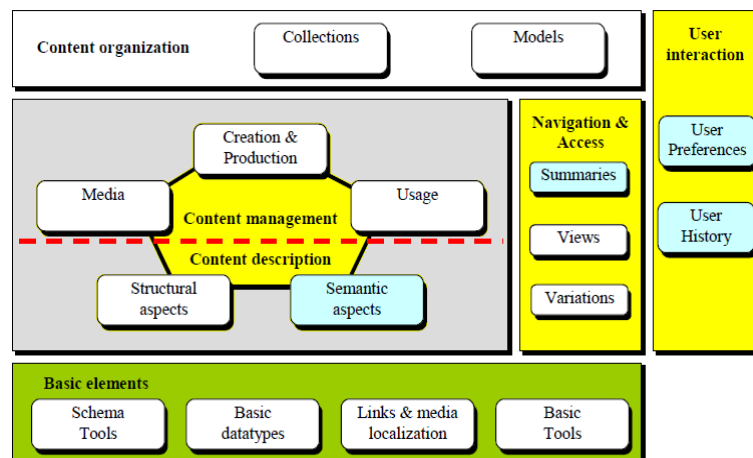 Content organization
Collections
Models
User
interaction
User
Preferences
User
History
Creation &
Production
Media
Usage
Content management
Content description
Structural
aspects
Semantic
aspects
Navigation &
Access
Summaries
Views
Variations
Basic elements
Schema
Tools
Basic
datatypes
Links & media
localization
Basic
Tools